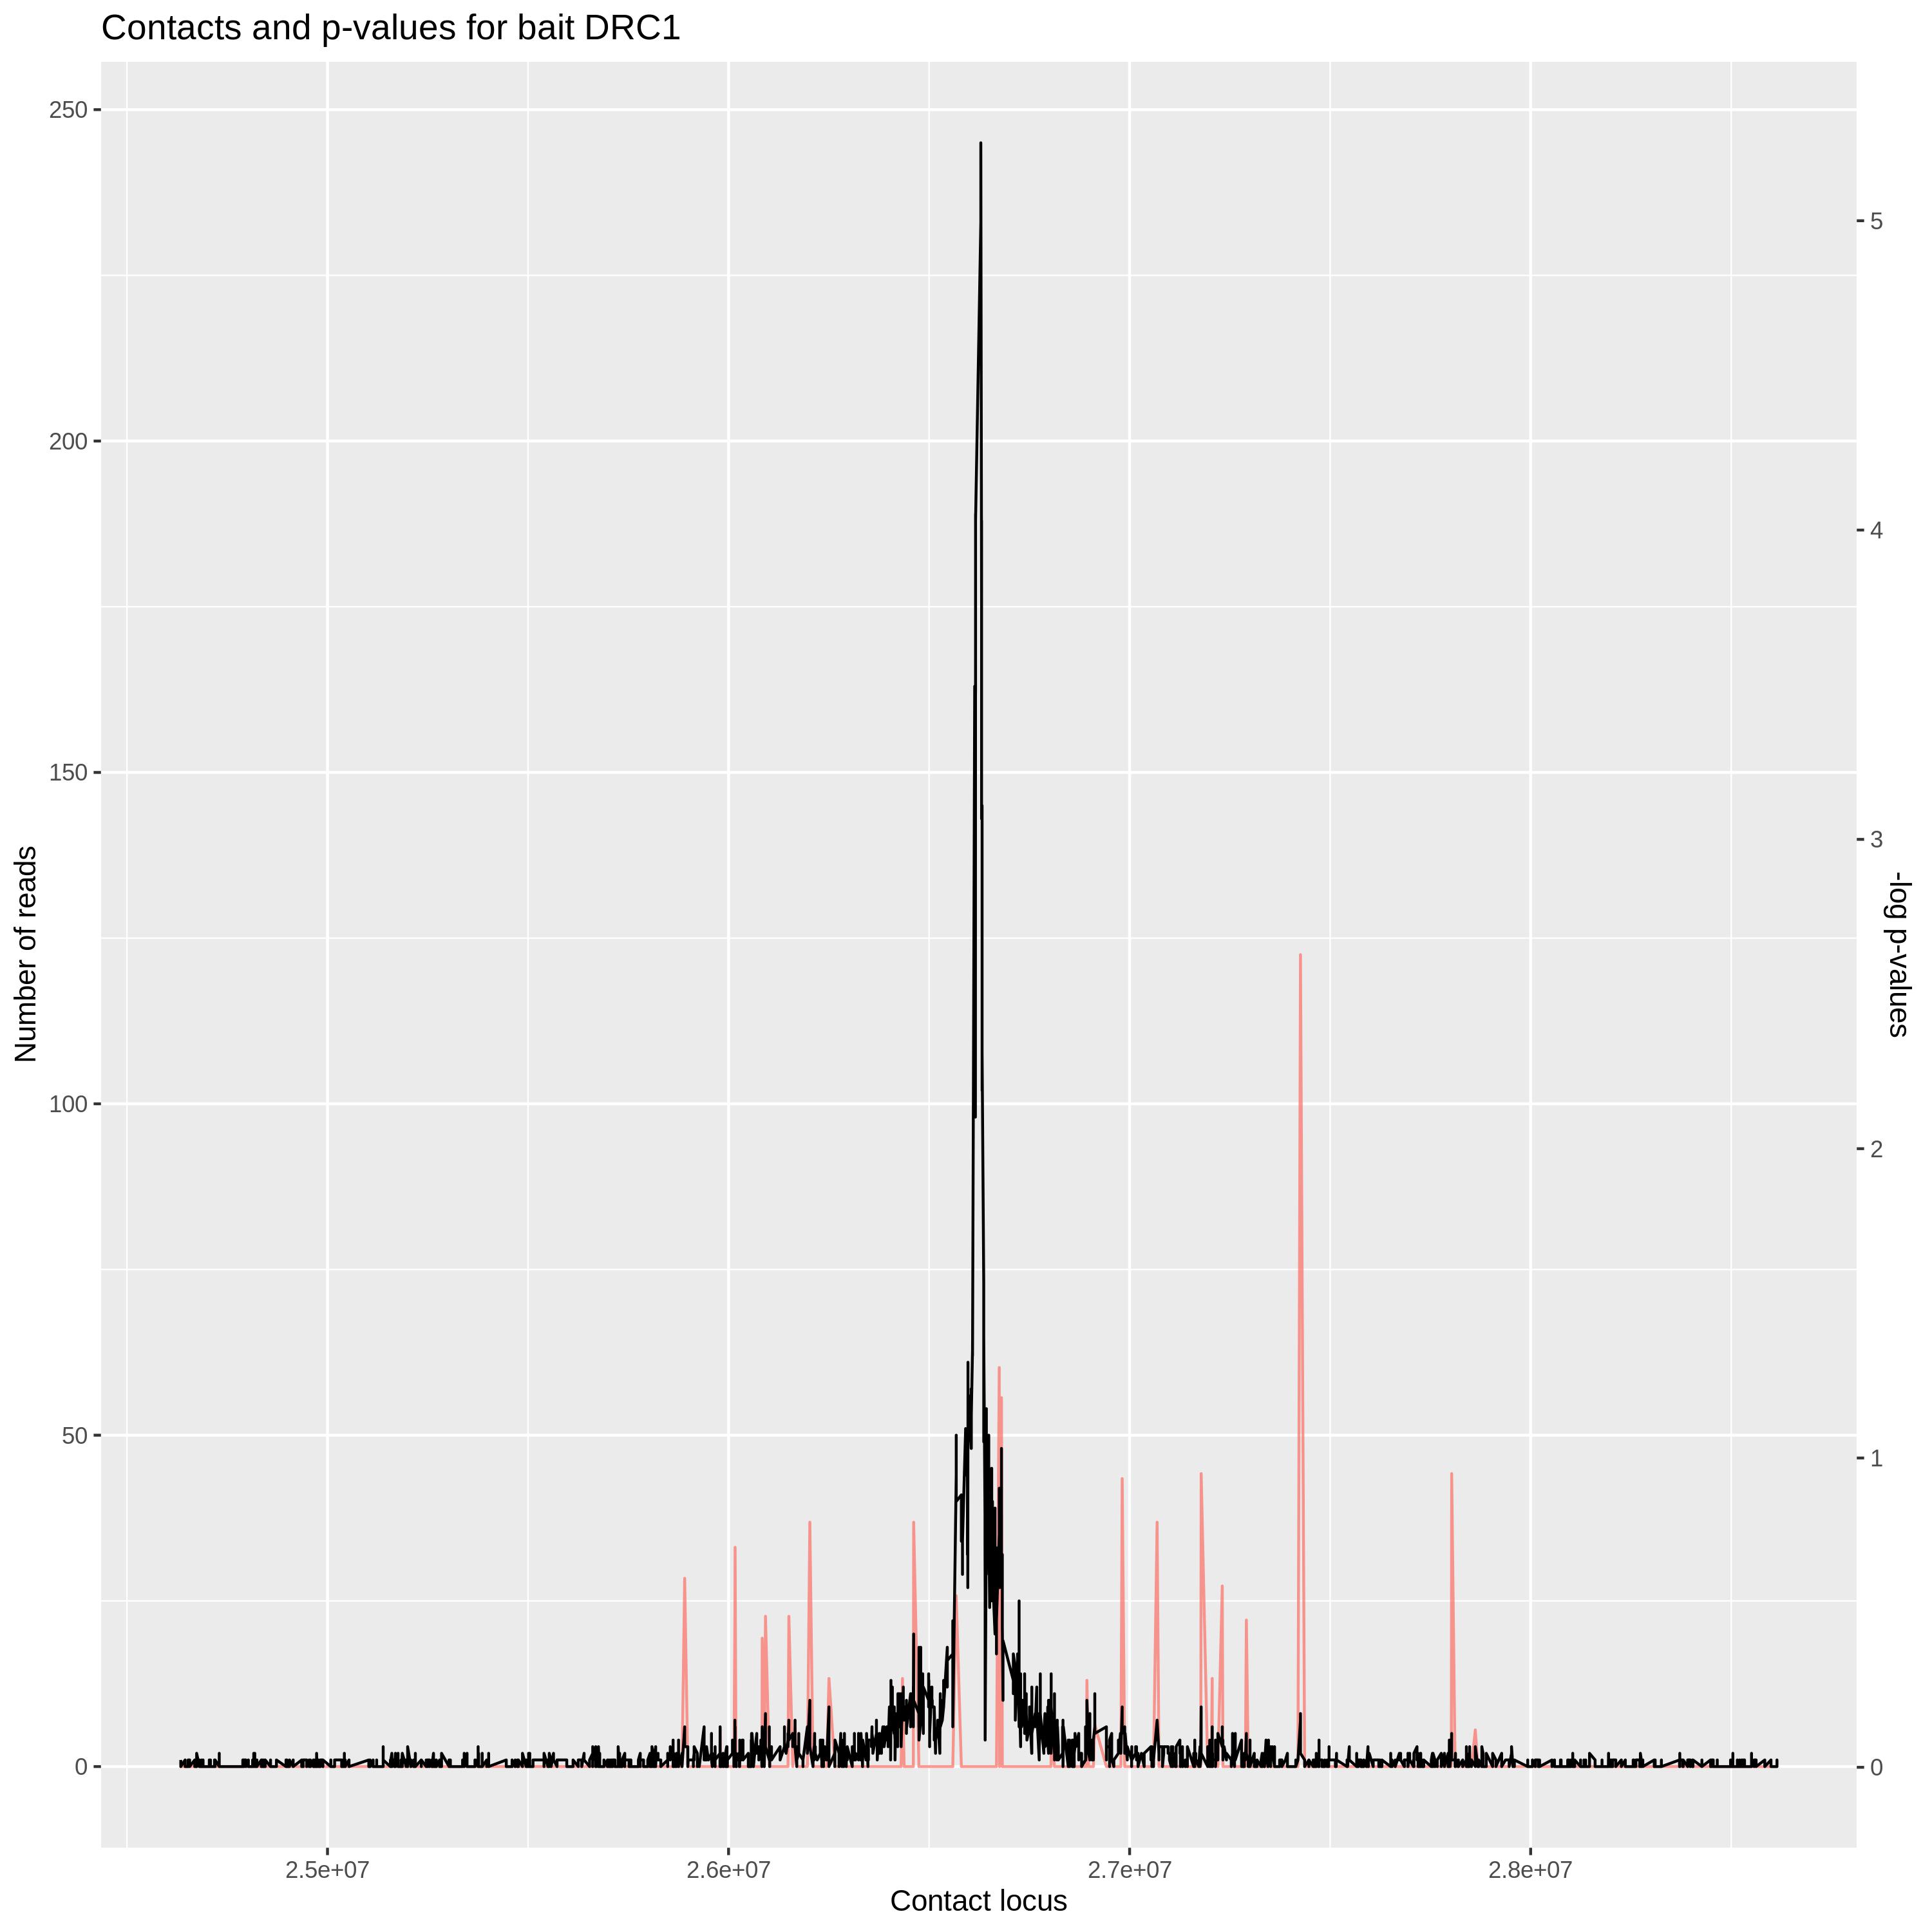 Contacts and p-values for bait DRC1
250
200
150
100
50
0
Number of reads
5
4
3
2
1
0
-log p-values
2.5e+07
2.6e+07
2.7e+07
2.8e+07
Contact locus